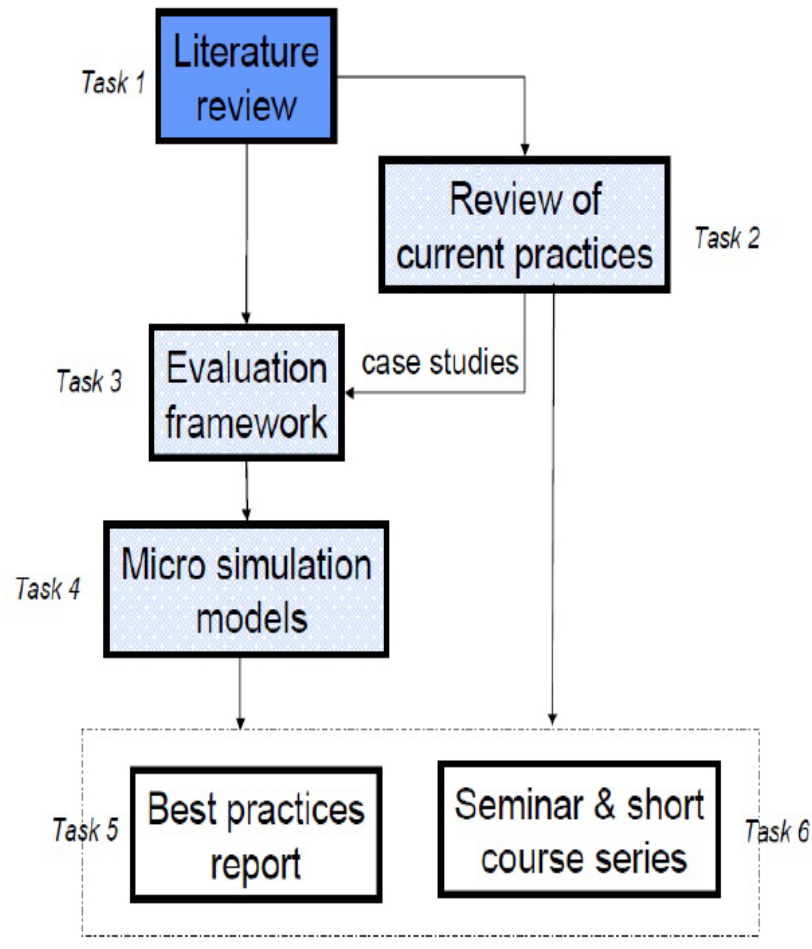 Task 1
Literature
review
Review of
current practices
Task 2
case studies
Task 3
Evaluation
framework
Task 4
Micro simulation
models
Task 5
Best practices
report
Seminar & short
course series
Task 6